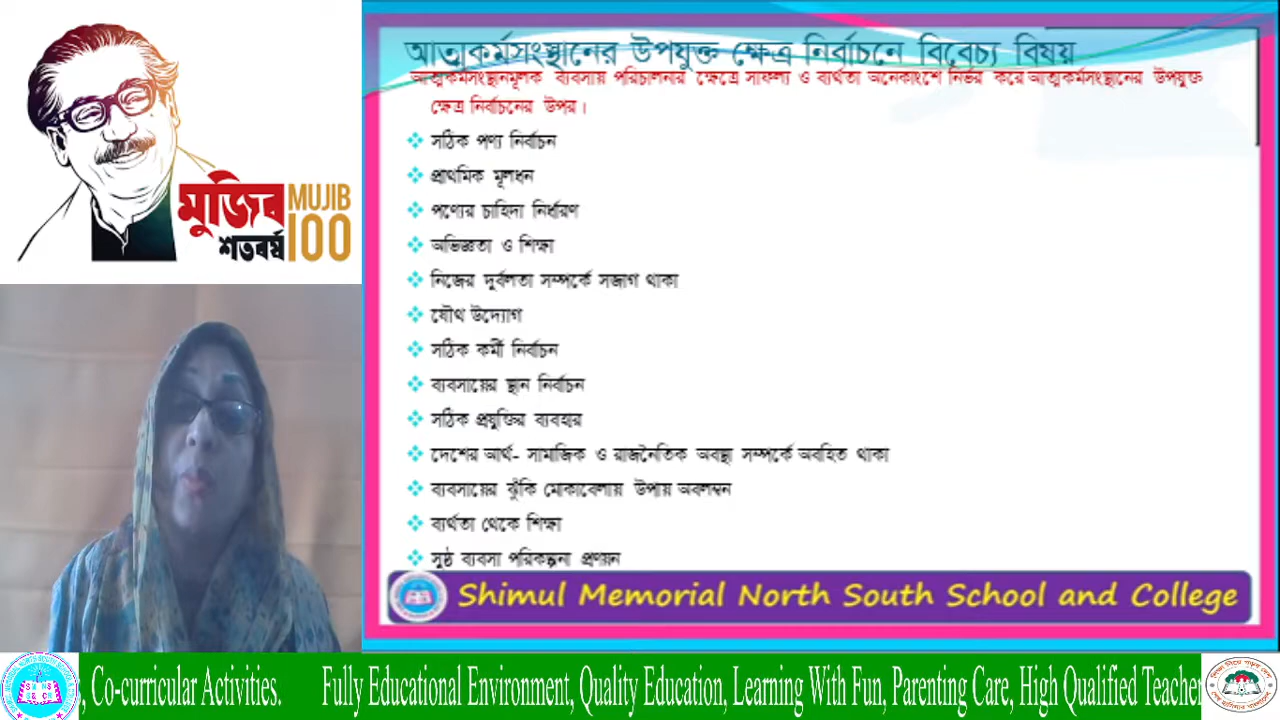 আত্মকর্মসংস্থানের উপযুক্ত ক্ষেত্র নির্বাচনে বিবেচ্য বিষয়
আত্মকর্মসংস্থানমূলক ব্যবসায় পরিচালনার ক্ষেত্রে সাফল্য ও ব্যর্থতা অনেকাংশে নির্ভর করে আত্মকর্মসংস্থানের উপযুক্ত
ক্ষেত্র নির্বাচনের উপর।
সঠিক পণ্য নির্বাচন
প্রাথমিক মূলধন
পণ্যের চাহিদা নির্ধারণ
অভিজ্ঞতা ও শিক্ষা
নিজের দুর্বলতা সম্পর্কে সজাগ থাকা
যৌথ উদ্যোগ
সঠিক কর্মী নির্বাচন
ব্যবসায়ের স্থান নির্বাচন
সঠিক প্রযুক্তির ব্যবহার
দেশের আর্থ- সামাজিক ও রাজনৈতিক অবস্থা সম্পর্কে অবহিত থাকা
ব্যবসায়ের ঝুঁকি মোকাবেলায় উপায় অবলম্বন
ব্যর্থতা থেকে শিক্ষা
সুষ্ঠ ব্যবসা পরিকল্পনা প্রণয়ন
Shimul Memorial North South School and College
মুজিব
শতবর্ষ
MUJIB
100
, Co-curricular Activities. Fully Educational Environment, Quality Education, Learning With Fun, Parenting Care, High Qualified Teacher